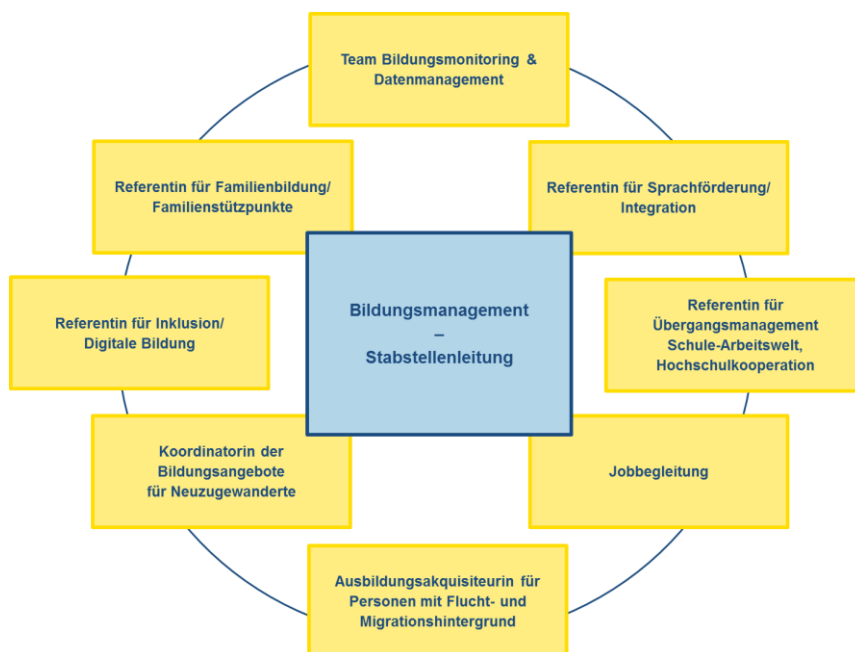 Team Bildungsmonitoring &
Datenmanagement
Referentin für Familienbildung/
Familienstützpunkte
Referentin für Sprachförderung/
Integration
Bildungsmanagement
–
Stabstellenleitung
Referentin für Inklusion/
Digitale Bildung
Referentin für
Übergangsmanagement
Schule-Arbeitswelt,
Hochschulkooperation
Koordinatorin der
Bildungsangebote
für Neuzugewanderte
Jobbegleitung
Ausbildungsakquisiteurin für
Personen mit Flucht- und
Migrationshintergrund